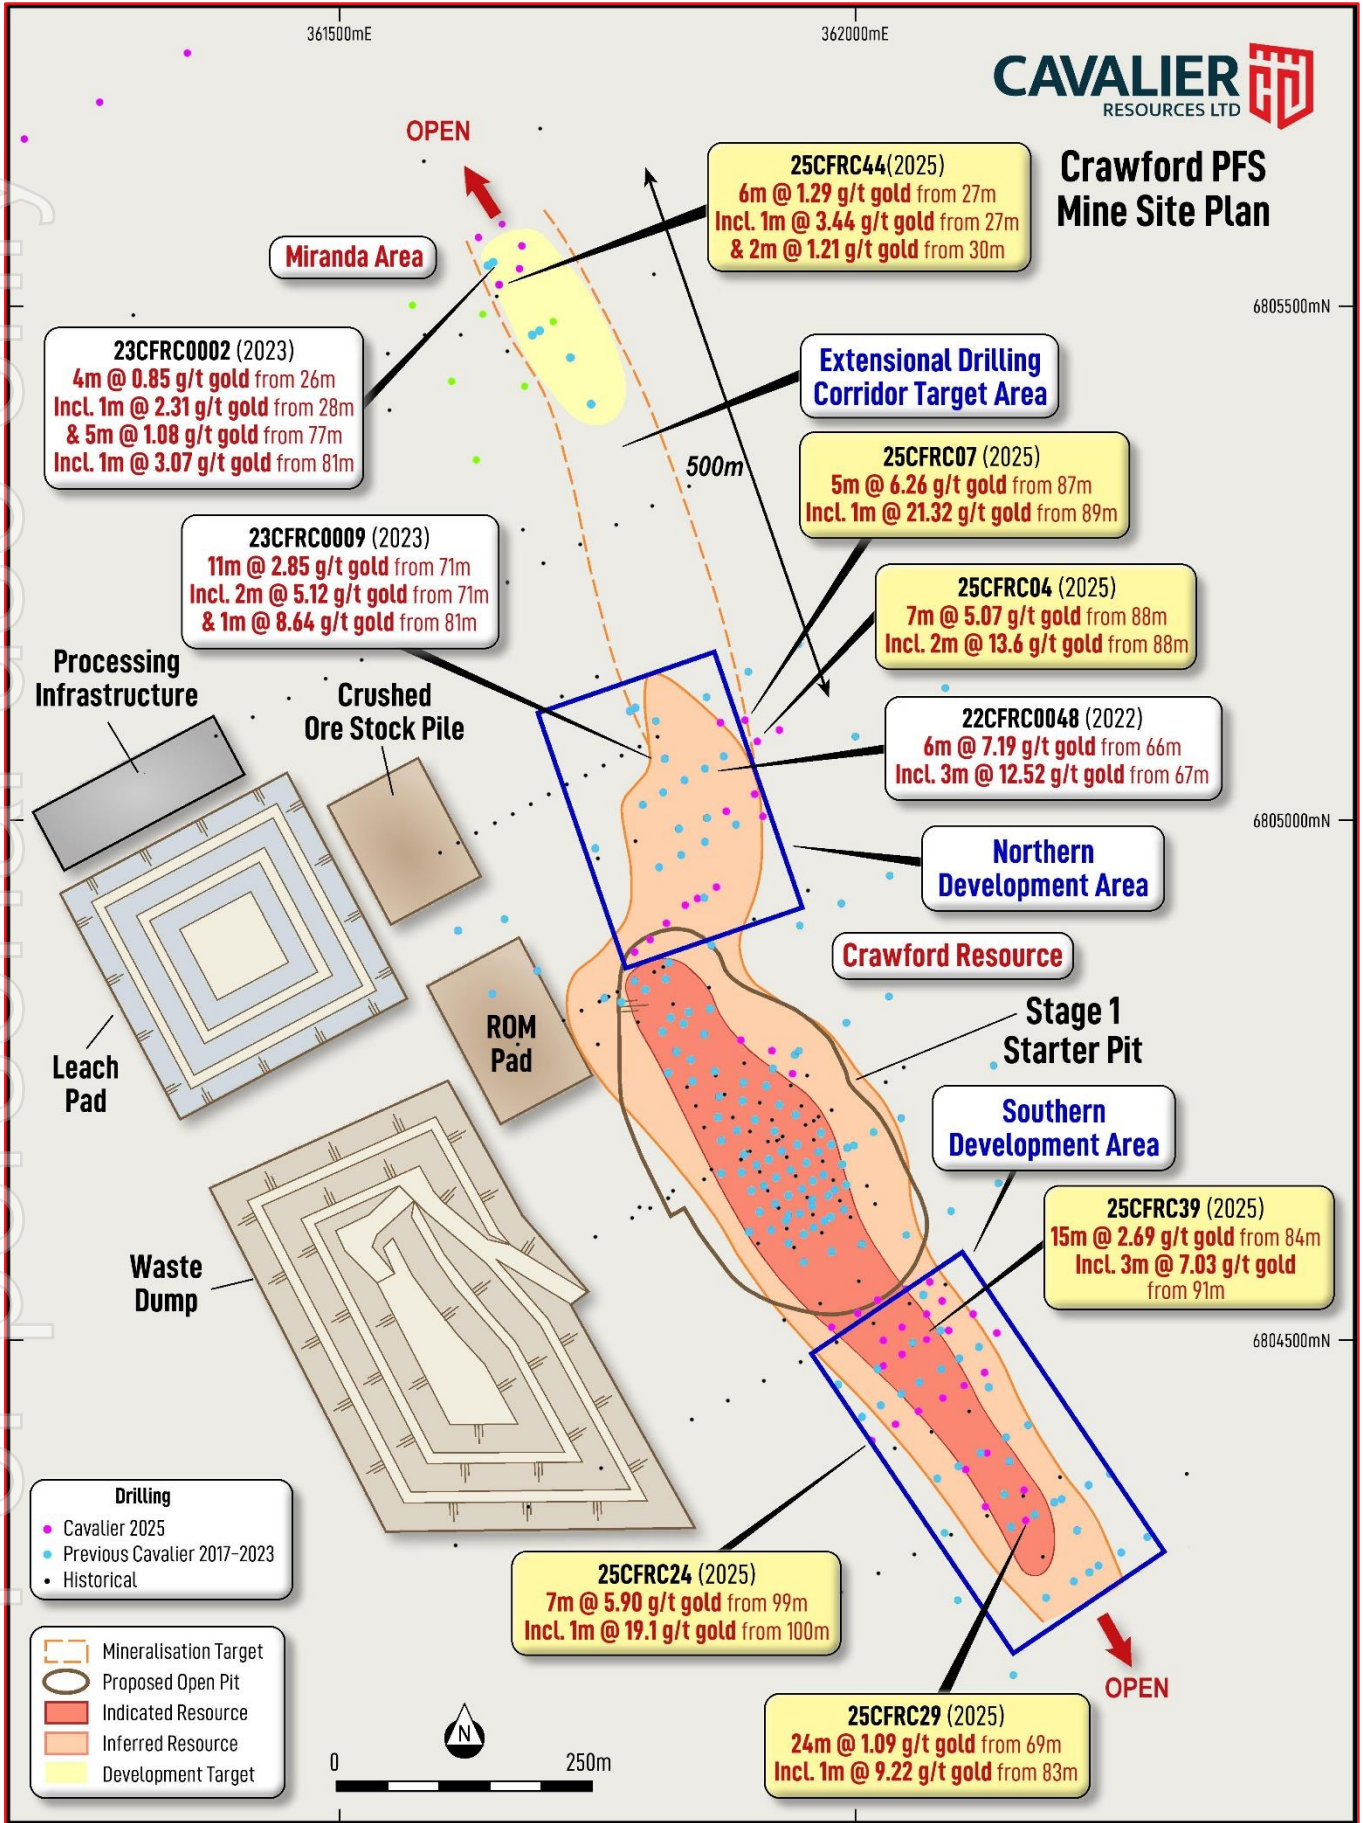 361500mE
362000mE
CAVALIER
RESOURCES LTD
Crawford PFS
Mine Site Plan
OPEN
25CFRC44(2025)
6m @ 1.29 g/t gold from 27m
Incl. 1m @ 3.44 g/t gold from 27m
& 2m @ 1.21 g/t gold from 30m
Miranda Area
6805500mN
23CFRC0002 (2023)
4m @ 0.85 g/t gold from 26m
Incl. 1m @ 2.31 g/t gold from 28m
& 5m @ 1.08 g/t gold from 77m
Incl. 1m @ 3.07 g/t gold from 81m
Extensional Drilling
Corridor Target Area
500m
25CFRC07 (2025)
5m @ 6.26 g/t gold from 87m
Incl. 1m @ 21.32 g/t gold from 89m
23CFRC0009 (2023)
11m @ 2.85 g/t gold from 71m
Incl. 2m @ 5.12 g/t gold from 71m
& 1m @ 8.64 g/t gold from 81m
25CFRC04 (2025)
7m @ 5.07 g/t gold from 88m
Incl. 2m @ 13.6 g/t gold from 88m
Processing
Infrastructure
Crushed
Ore Stock Pile
22CFRC0048 (2022)
6m @ 7.19 g/t gold from 66m
Incl. 3m @ 12.52 g/t gold from 67m
6805000mN
Northern
Development Area
Crawford Resource
ROM
Pad
Stage 1
Starter Pit
Leach
Pad
Southern
Development Area
25CFRC39 (2025)
15m @ 2.69 g/t gold from 84m
Incl. 3m @ 7.03 g/t gold
from 91m
Waste
Dump
6804500mN
Drilling
Cavalier 2025
Previous Cavalier 2017-2023
Historical
25CFRC24 (2025)
7m @ 5.90 g/t gold from 99m
Incl. 1m @ 19.1 g/t gold from 100m
Mineralisation Target
Proposed Open Pit
Indicated Resource
Inferred Resource
Development Target
N
0
250m
OPEN
25CFRC29 (2025)
24m @ 1.09 g/t gold from 69m
Incl. 1m @ 9.22 g/t gold from 83m